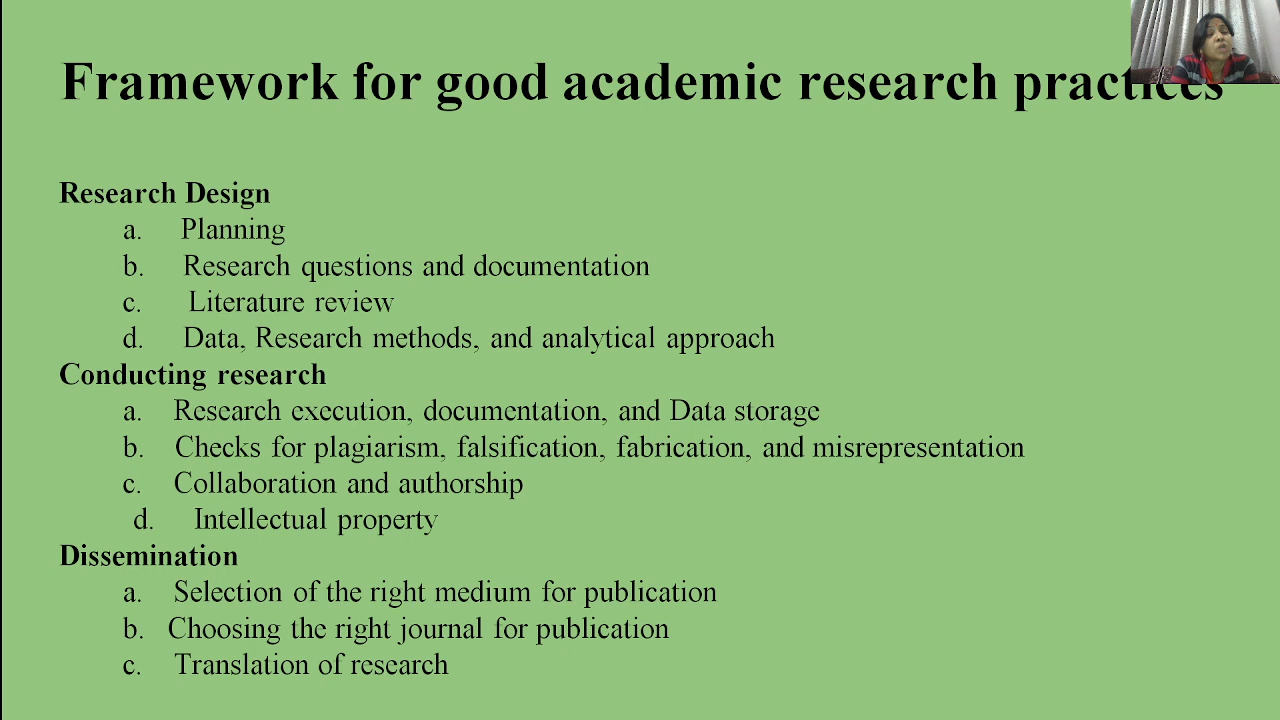 Framework for good academic research practices
Research Design
a. Planning
b. Research questions and documentation
c. Literature review
d. Data, Research methods, and analytical approach
Conducting research
a. Research execution, documentation, and Data storage
b. Checks for plagiarism, falsification, fabrication, and misrepresentation
c. Collaboration and authorship
d. Intellectual property
Dissemination
a. Selection of the right medium for publication
b. Choosing the right journal for publication
c. Translation of research